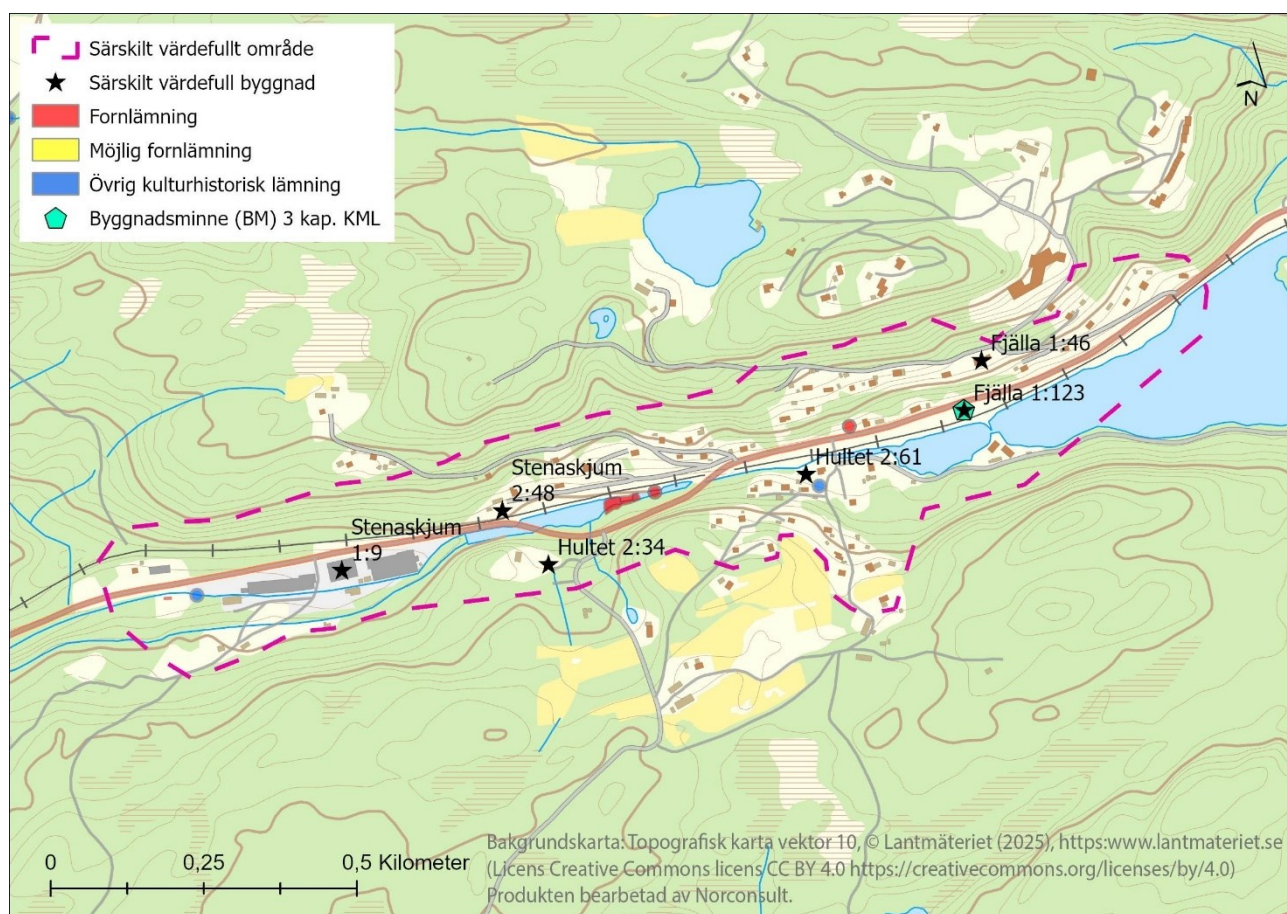 Särskilt värdefullt område
Särskilt värdefull byggnad
Fornlämning
Möjlig fornlämning
Övrig kulturhistorisk lämning
Byggnadsminne (BM) 3 kap. KML
N
Fjälla 1:46
Fjälla 1:123
Hultet 2:61
Stenaskjum
2:48
Stenaskjum
1:9
Hultet 2:34
0 0,25 0,5 Kilometer
Bakgrundskarta: Topografisk karta vektor 10, © Lantmäteriet (2025), https:www.lantmateriet.se
(Licens Creative Commons licens CC BY 4.0 https://creativecommons.org/licenses/by/4.0)
Produkten bearbetad av Norconsult.